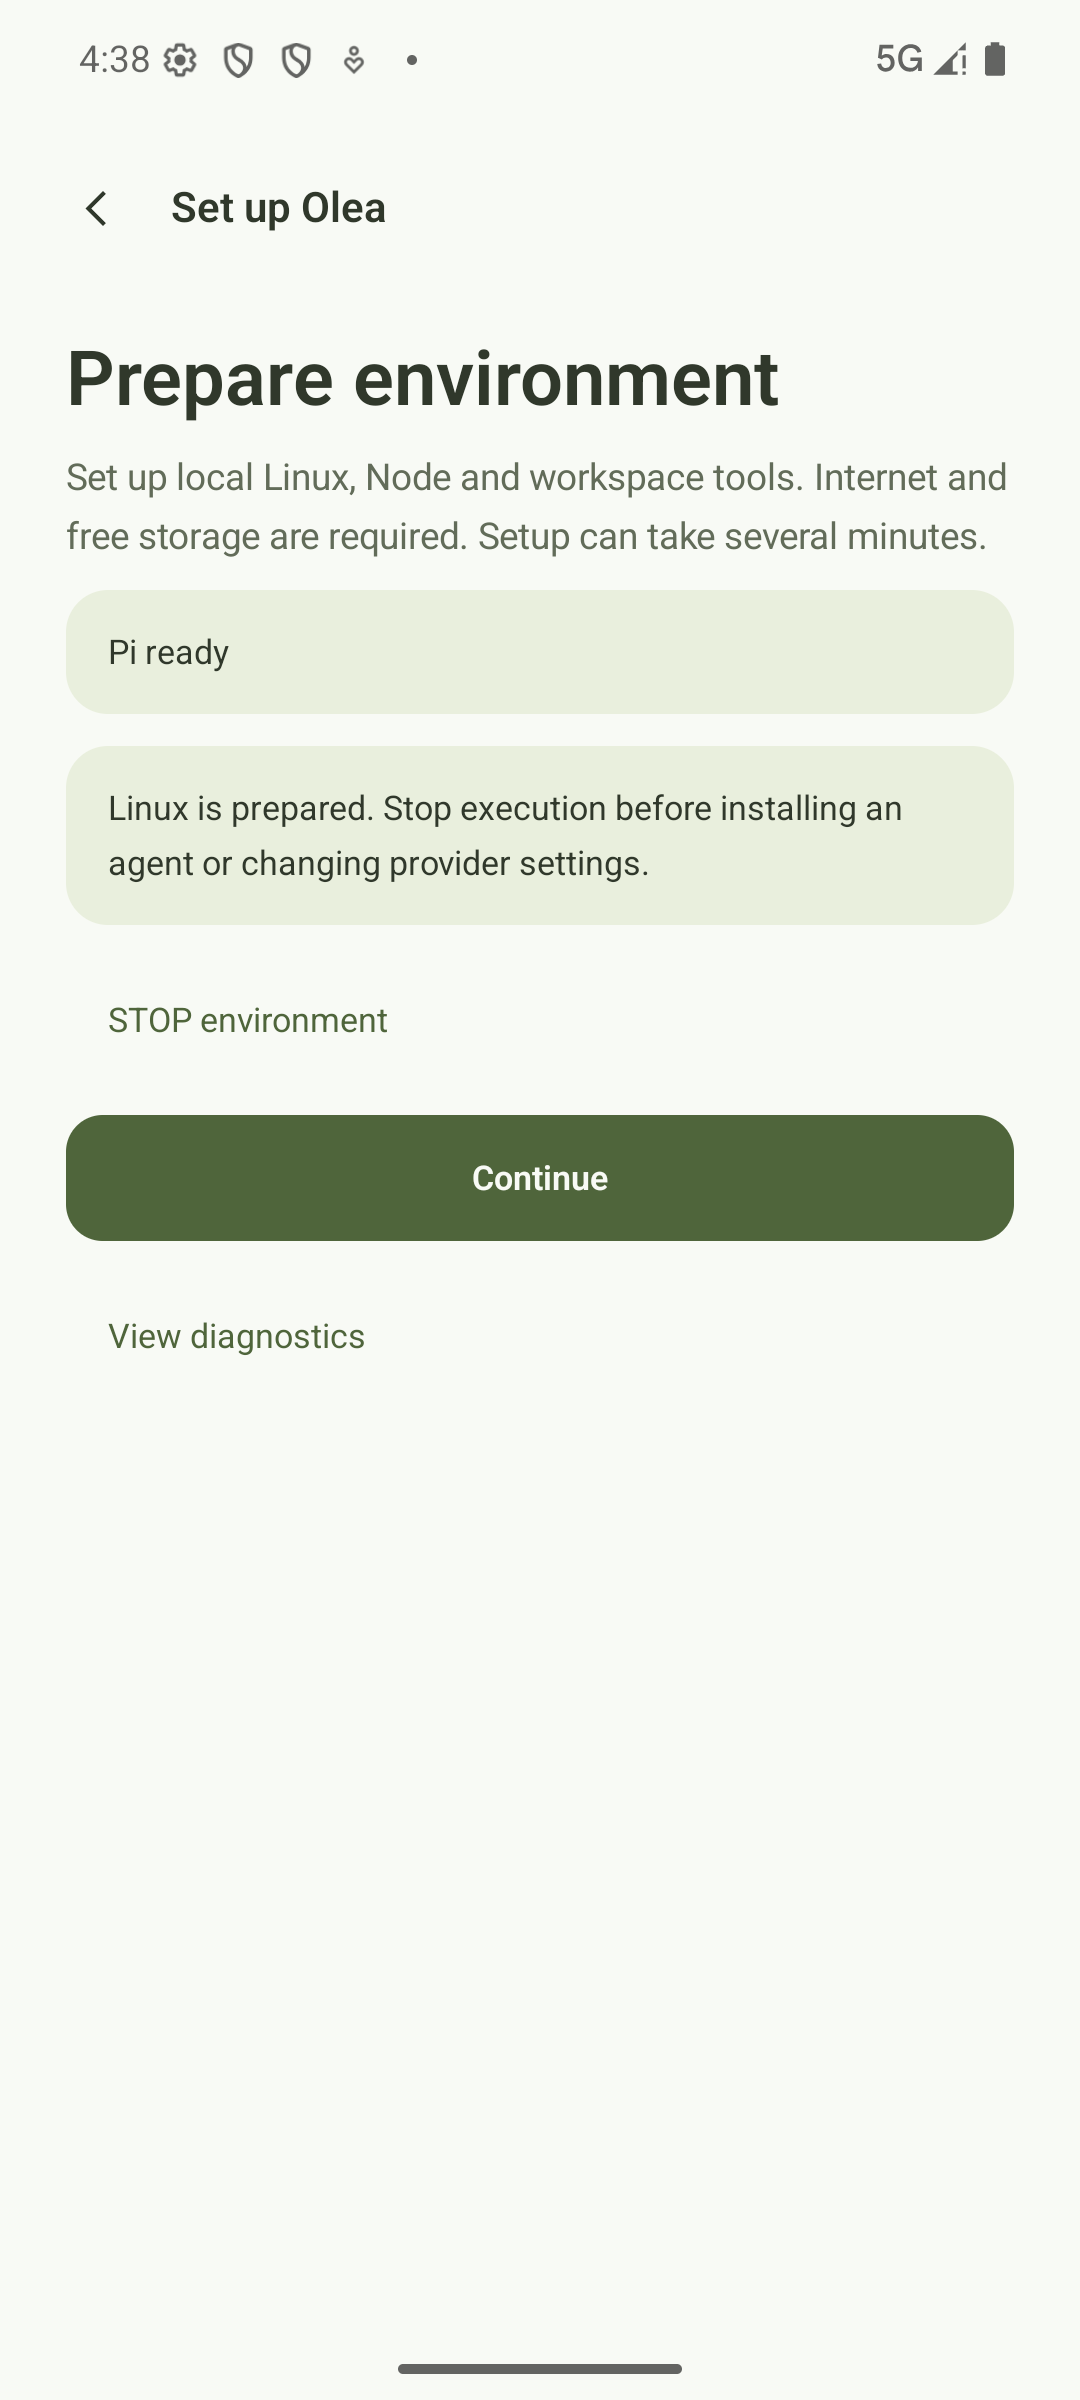 4:38
5G
Set up Olea
Prepare environment
Set up local Linux, Node and workspace tools. Internet and
free storage are required. Setup can take several minutes.
Pi ready
Linux is prepared. Stop execution before installing an
agent or changing provider settings.
STOP environment
Continue
View diagnostics